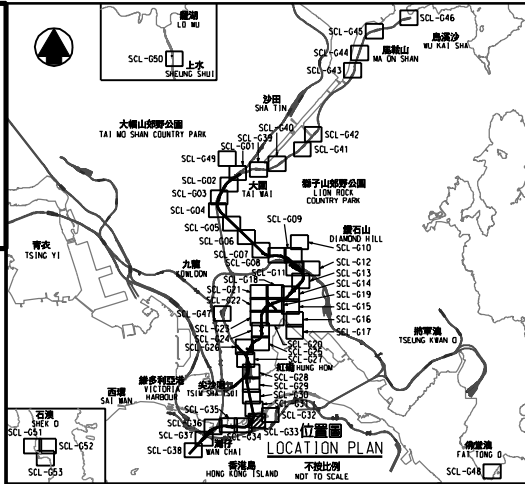 羅湖
LO WU
SCL-G50
上水
SHEUNG SHUI
SCL-G46
SCL-G45
烏溪沙
WU KAI SHA
SCL-G44
馬鞍山
MA ON SHAN
SCL-G43
沙田
SHA TIN
大帽山郊野公園
TAI MO SHAN COUNTRY PARK
SCL-G40
SCL-G39
SCL-G01
SCL-G42
SCL-G41
SCL-G49
SCL-G02
大圍
TAI WAI
獅子山郊野公園
LION ROCK
COUNTRY PARK
SCL-G03
SCL-G04
SCL-G05
SCL-G06
SCL-G07
SCL-G08
SCL-G09
鑽石山
DIAMOND HILL
SCL-G10
青衣
TSING YI
九龍
KOWLOON
SCL-G11
SCL-G12
SCL-G13
SCL-G14
SCL-G18
SCL-G19
SCL-G21
SCL-G22
SCL-G15
SCL-G16
SCL-G17
SCL-G47
SCL-G23
SCL-G24
SCL-G26
SCL-G20
SCL-G25
SCL-G27
將軍澳
TSEUNG KWAN O
紅磡
HUNG HOM
SCL-G28
SCL-G29
SCL-G30
SCL-G31
SCL-G32
SCL-G33
SCL-G34
SCL-G35
SCL-G36
SCL-G37
SCL-G38
西環
SAI WAN
維多利亞港
VICTORIA
HARBOUR
尖沙咀
TSIM SHA TSUI
灣仔
WAN CHAI
香港島
HONG KONG ISLAND
石澳
SHEK O
SCL-G51
SCL-G52
SCL-G53
位置圖
LOCATION PLAN
不按比例
NOT TO SCALE
佛堂澳
FAT TONG O
SCL-G48